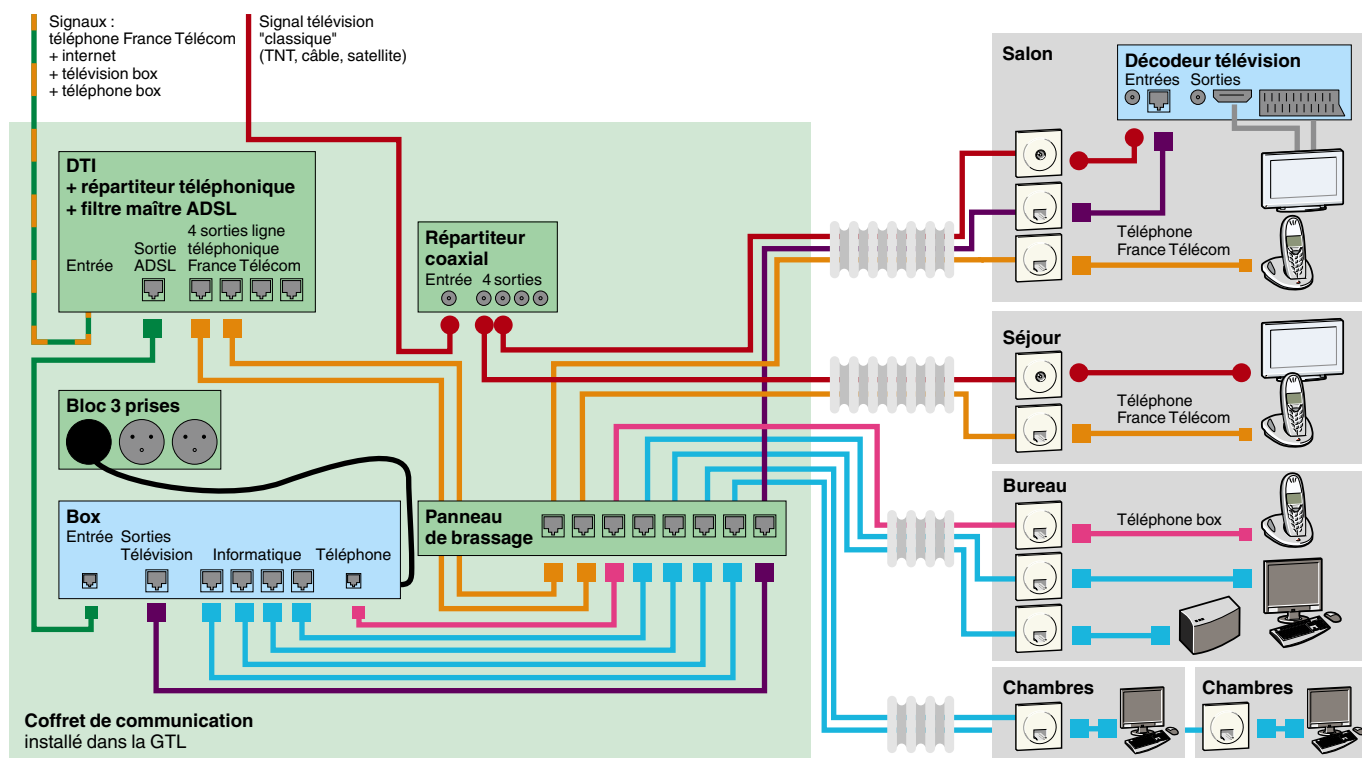 Signaux :
téléphone France Télécom
+ internet
+ télévision box
+ téléphone box
Signal télévision
"classique"
(TNT, câble, satellite)
DTI
+ répartiteur téléphonique
+ filtre maître ADSL
Entrée
Sortie
ADSL
4 sorties ligne
téléphonique
France Télécom
Répartiteur
coaxial
Entrée 4 sorties
Bloc 3 prises
Box
Entrée Sorties
Télévision Informatique Téléphone
Panneau
de brassage
Coffret de communication
installé dans la GTL
Salon
Décodeur télévision
Entrées Sorties
Téléphone
France Télécom
Séjour
Téléphone
France Télécom
Bureau
Téléphone box
Chambres
Chambres